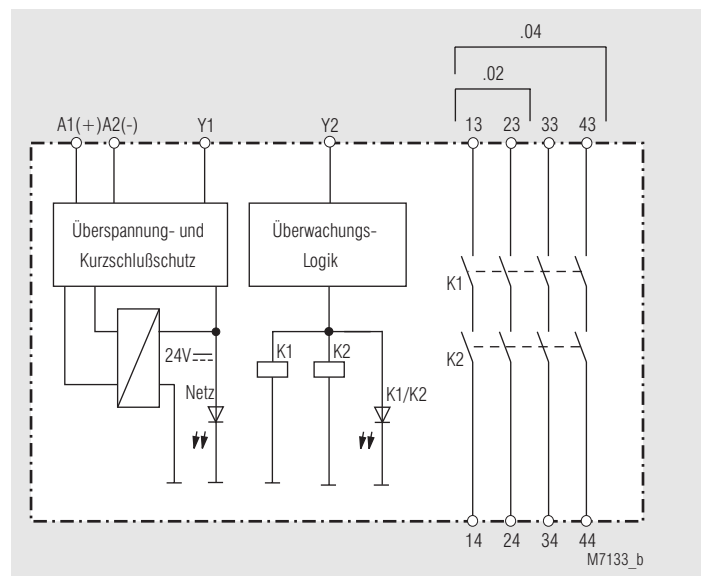 .04
.02
A1(+) A2(-) Y1 Y2 13 23 33 43
Überspannung- und
Kurzschlußschutz
Überwachungs-
Logik
K1
K2
24V
K1 K2
Netz
K1/K2
14 24 34 44
M7133_b